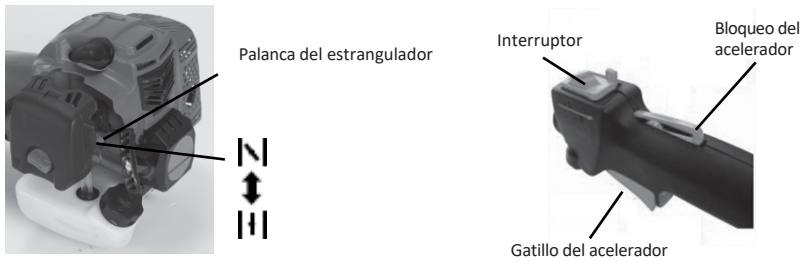 Palanca del estrangulador
Interruptor
Bloqueo del
acelerador
Gatillo del acelerador